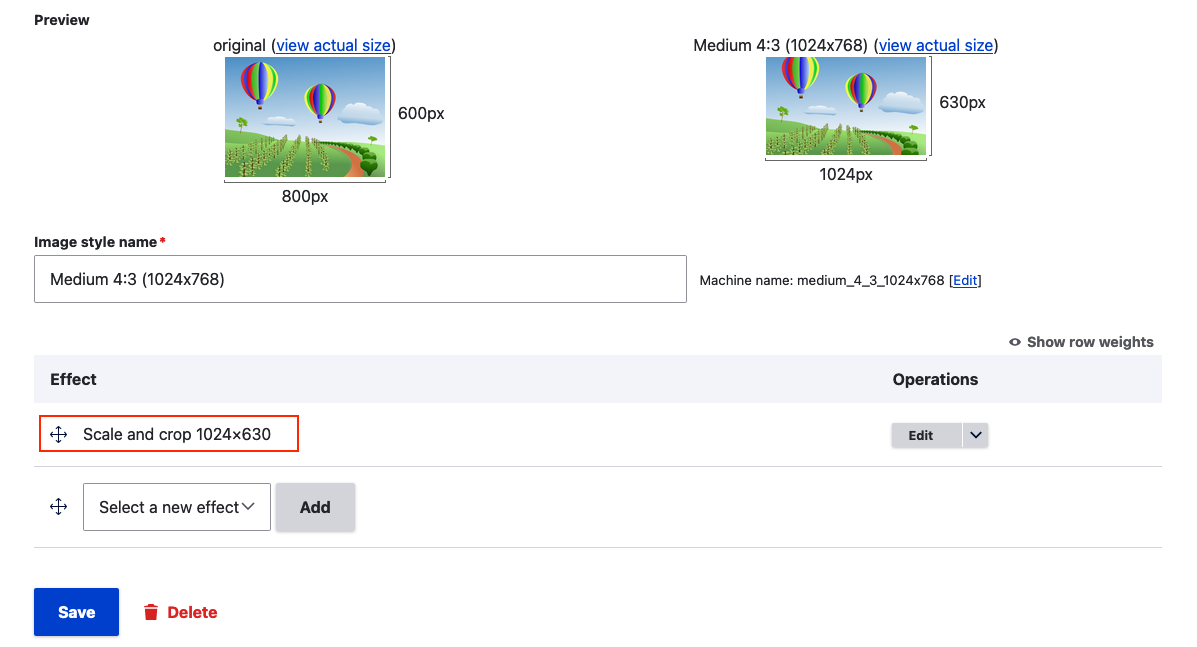 Preview
original (view actual size)
Medium 4:3 (1024x768) (view actual size)
600px
630px
800px
1024px
Image style name*
Medium 4:3 (1024x768)
Machine name: medium_4_3_1024x768 [Edit]
Show row weights
Effect Operations
Scale and crop 1024×630 Edit
Select a new effect Add
Save Delete